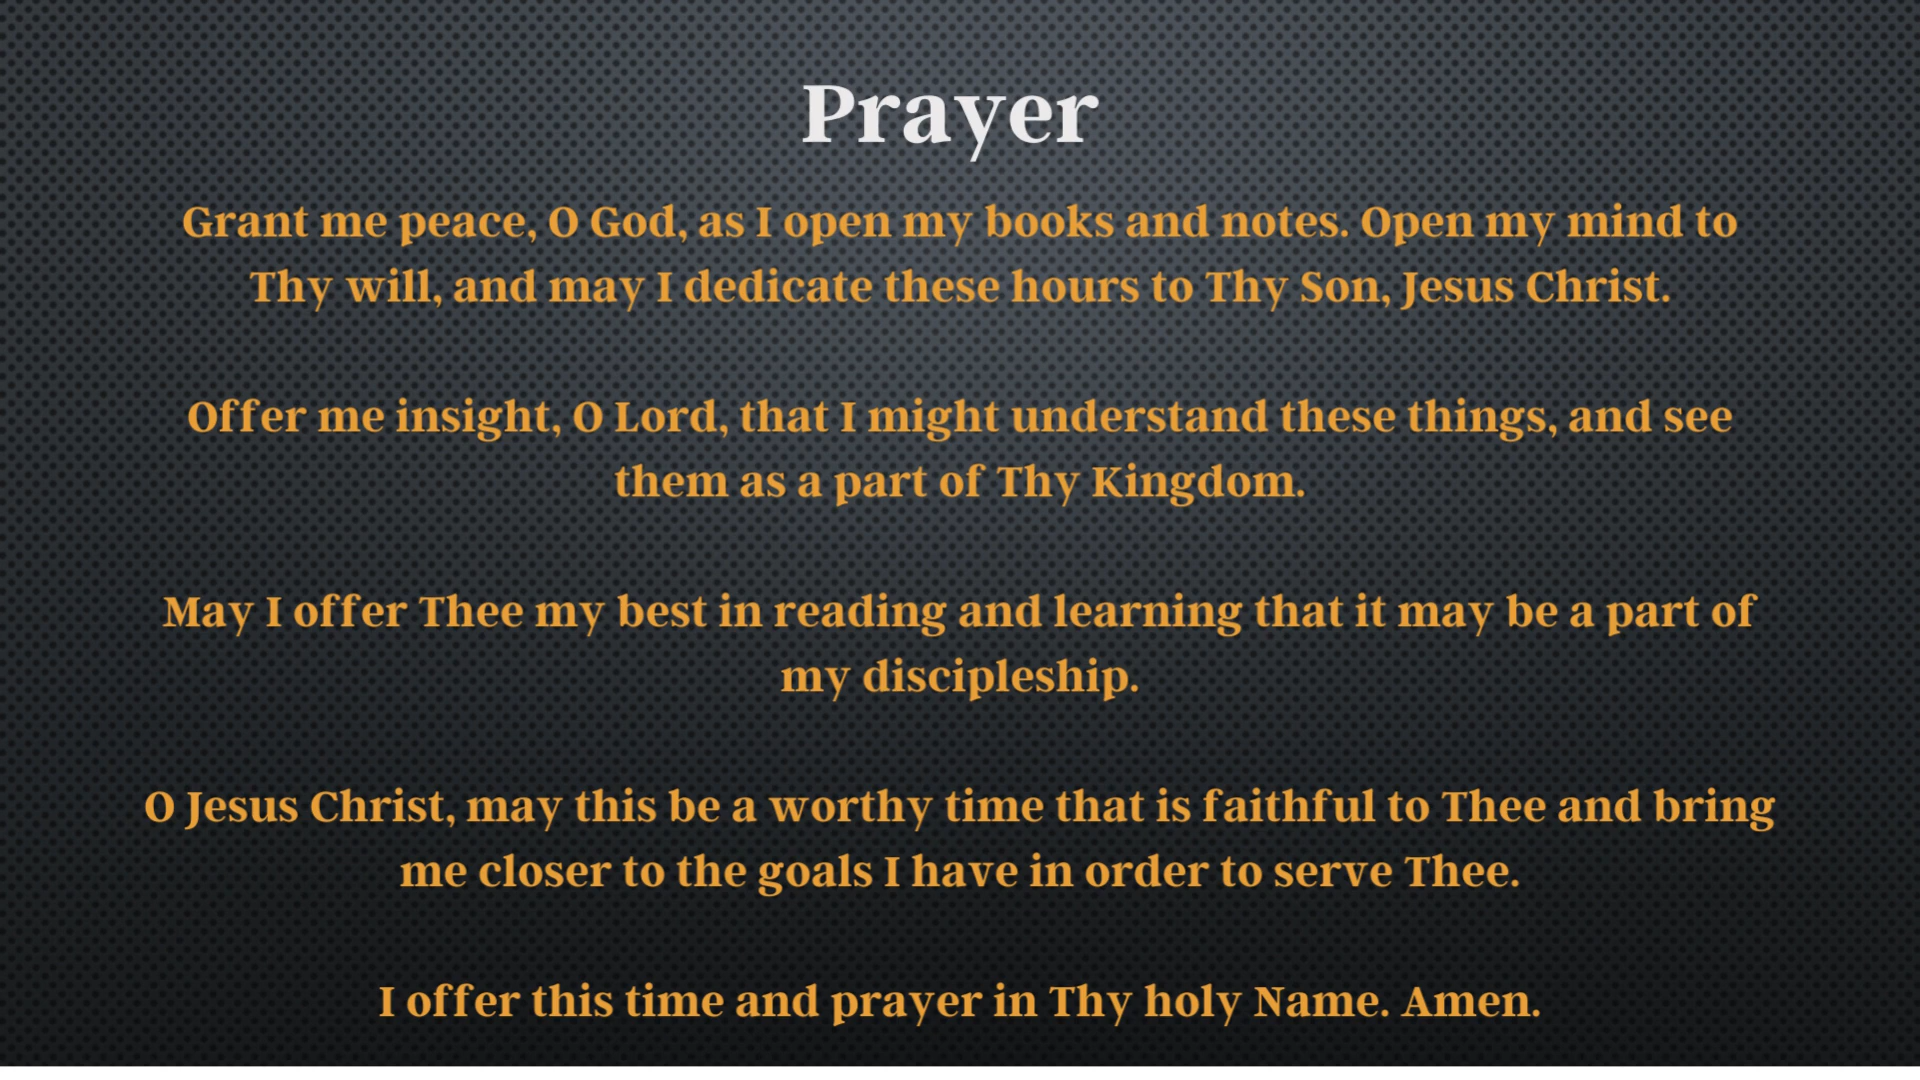 Prayer
Grant me peace, O God, as I open my books and notes. Open my mind to
Thy will, and may I dedicate these hours to Thy Son, Jesus Christ.
Offer me insight, O Lord, that I might understand these things, and see
them as a part of Thy Kingdom.
May I offer Thee my best in reading and learning that it may be a part of
my discipleship.
O Jesus Christ, may this be a worthy time that is faithful to Thee and bring
me closer to the goals I have in order to serve Thee.
I offer this time and prayer in Thy holy Name. Amen.